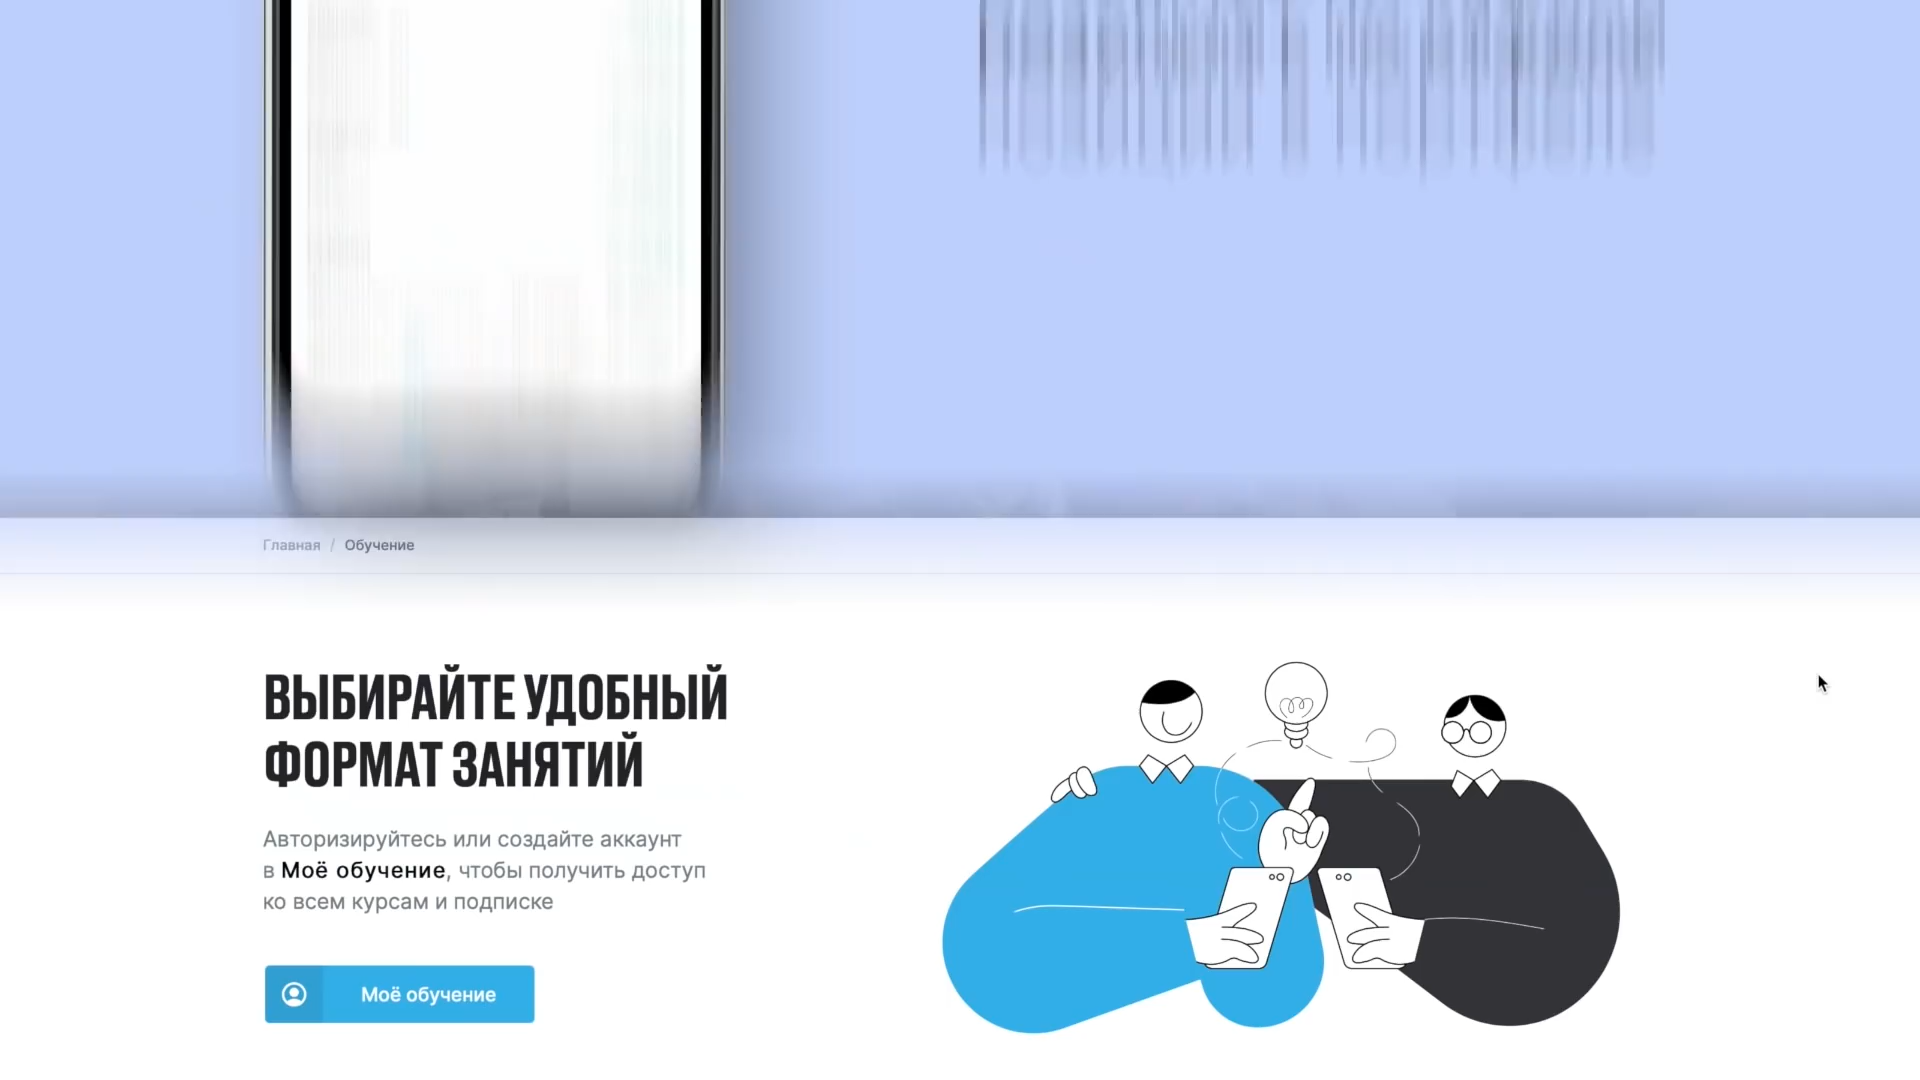 Главная / Обучение
ВЫБИРАЙТЕ УДОБНЫЙ
ФОРМАТ ЗАНЯТИЙ
Авторизируйтесь или создайте аккаунт
в Моё обучение, чтобы получить доступ
ко всем курсам и подписке
Моё обучение